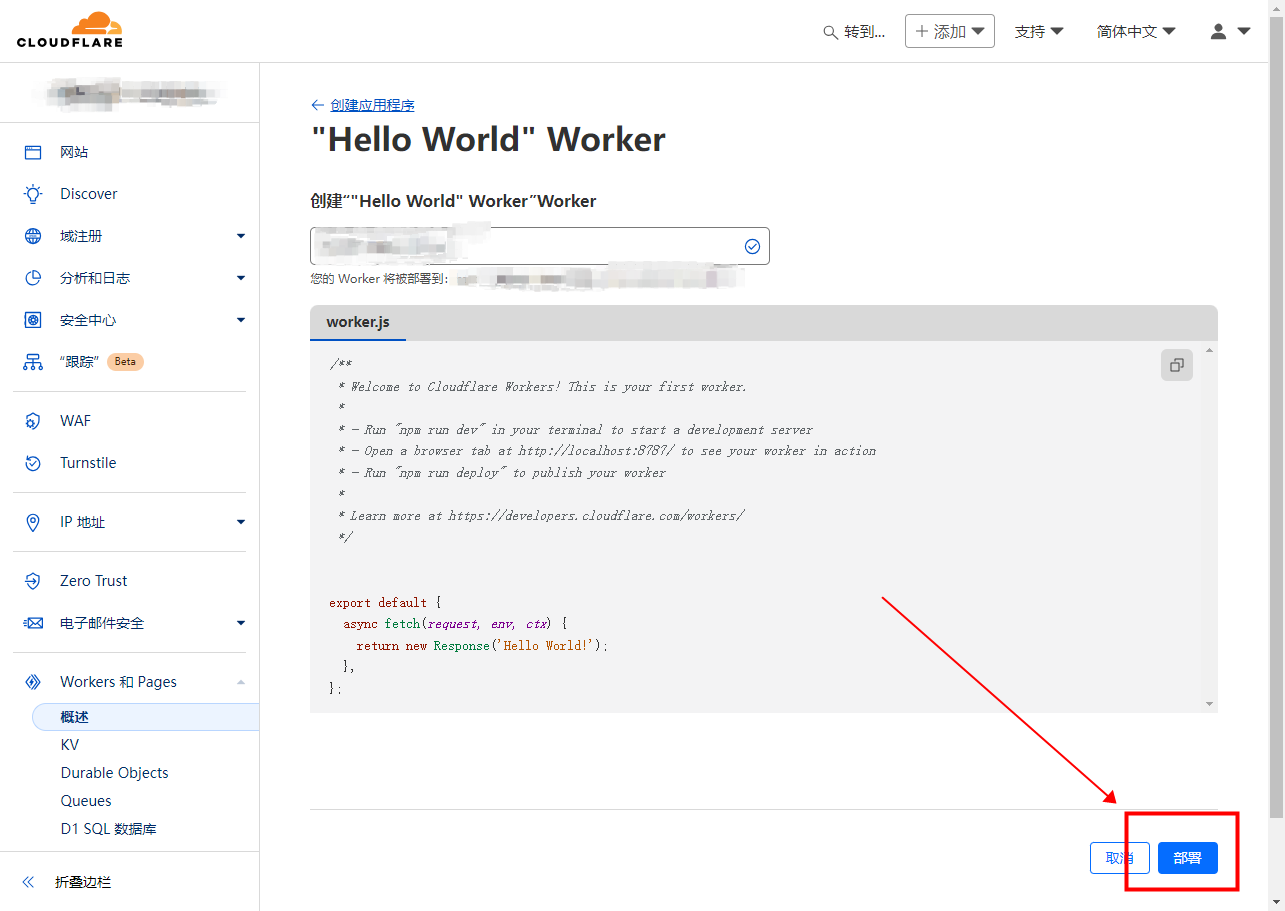 CLOUDFLARE
转到...
添加
支持
简体中文
网站
Discover
域注册
分析和日志
安全中心
“跟踪” Beta
WAF
Turnstile
IP 地址
Zero Trust
电子邮件安全
Workers 和 Pages
概述
KV
Durable Objects
Queues
D1 SQL 数据库
折叠边栏
创建应用程序
"Hello World" Worker
创建“"Hello World" Worker”Worker
您的 Worker 将被部署到:
worker.js
/**
* Welcome to Cloudflare Workers! This is your first worker.
*
* - Run "npm run dev" in your terminal to start a development server
* - Open a browser tab at http://localhost:8787/ to see your worker in action
* - Run "npm run deploy" to publish your worker
*
* Learn more at https://developers.cloudflare.com/workers/
*/
export default {
async fetch(request, env, ctx) {
return new Response('Hello World!');
},
};
取消
部署